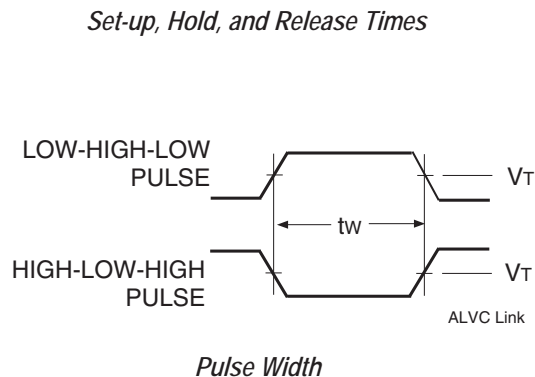 Set-up, Hold, and Release Times
LOW-HIGH-LOW
PULSE
VT
tw
HIGH-LOW-HIGH
PULSE
VT
ALVC Link
Pulse Width